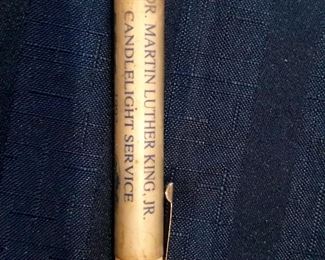 DR. MARTIN LUTHER KING, JR.
CANDLELIGHT SERVICE